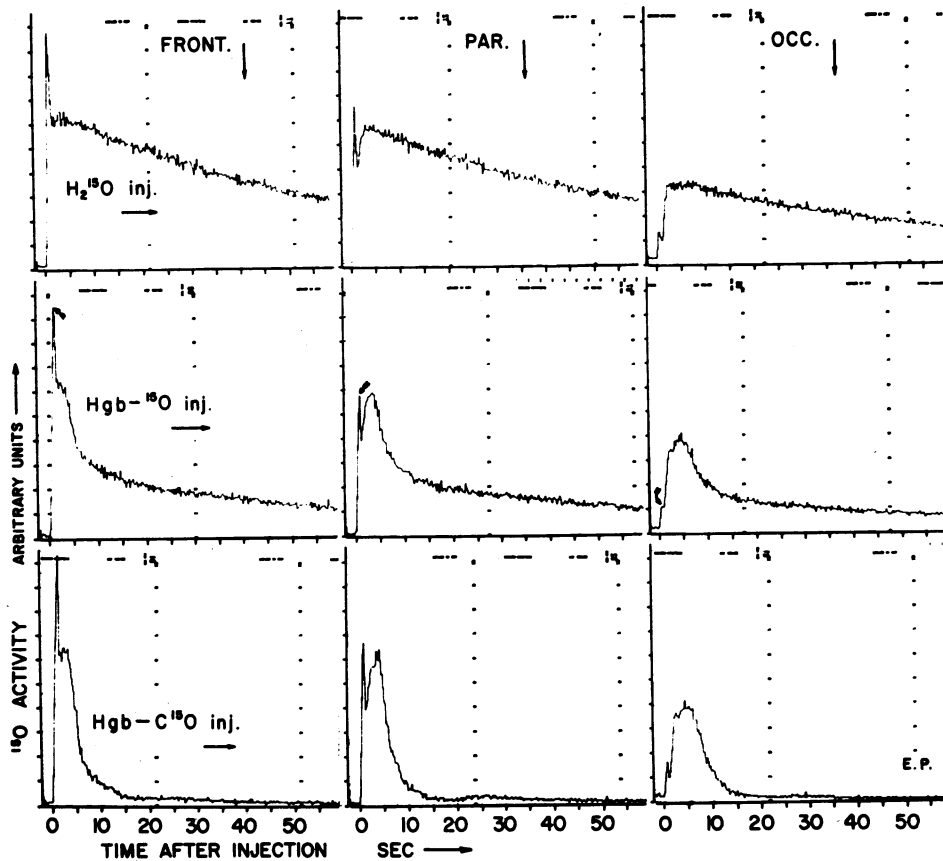 FRONT. PAR. OCC.
H₂¹⁵O inj.
Hgb-¹⁵O inj.
Hgb-C¹⁵O inj.
E.P.
¹⁵O ACTIVITY ARBITRARY UNITS
0 10 20 30 40 50 0 10 20 30 40 50 0 10 20 30 40 50
TIME AFTER INJECTION SEC